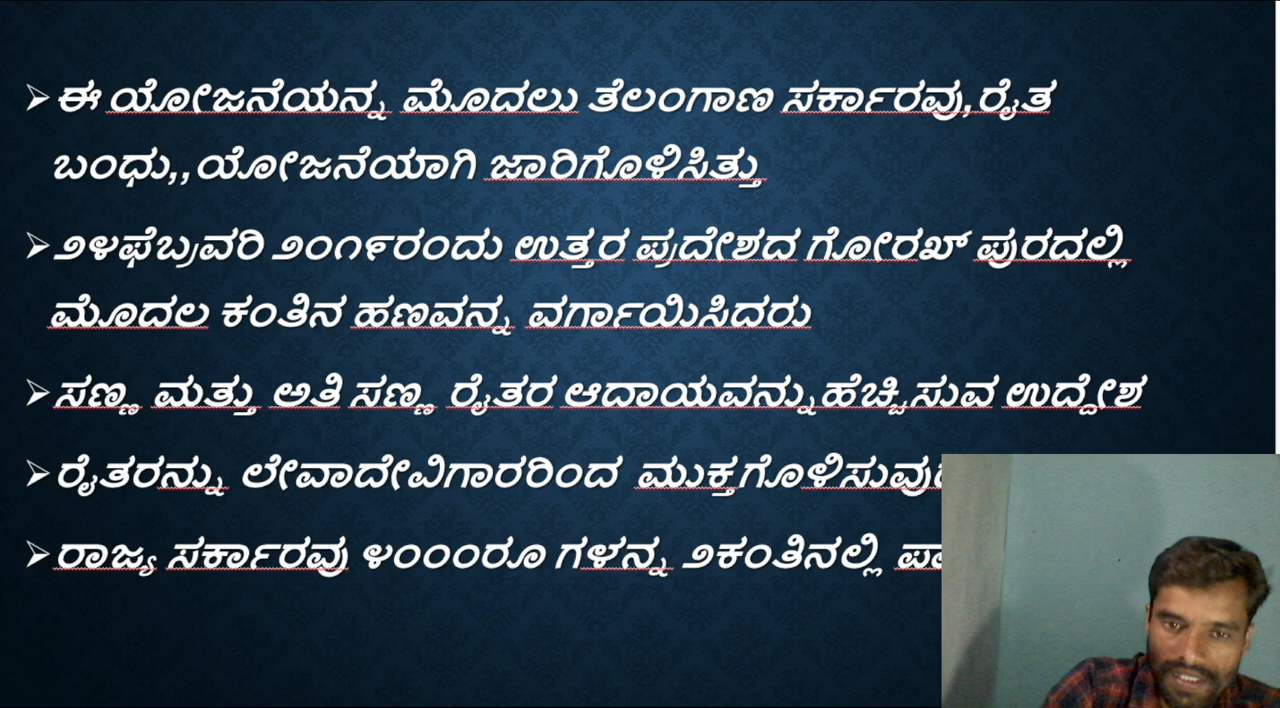 ಈ ಯೋಜನೆಯನ್ನ ಮೊದಲು ತೆಲಂಗಾಣ ಸರ್ಕಾರವು,ರೈತ
ಬಂಧು,,ಯೋಜನೆಯಾಗಿ ಜಾರಿಗೊಳಿಸಿತ್ತು
೨೪ಫೆಬ್ರವರಿ ೨೦೧೯ರಂದು ಉತ್ತರ ಪ್ರದೇಶದ ಗೋರಖ್ ಪುರದಲ್ಲಿ
ಮೊದಲ ಕಂತಿನ ಹಣವನ್ನ ವರ್ಗಾಯಿಸಿದರು
ಸಣ್ಣ ಮತ್ತು ಅತಿ ಸಣ್ಣ ರೈತರ ಆದಾಯವನ್ನು ಹೆಚ್ಚಿಸುವ ಉದ್ದೇಶ
ರೈತರನ್ನು ಲೇವಾದೇವಿಗಾರರಿಂದ
ರಾಜ್ಯ ಸರ್ಕಾರವು ೪೦೦೦ರೂ ಗಳನ್ನ ೨ಕಂತಿನಲ್ಲಿ